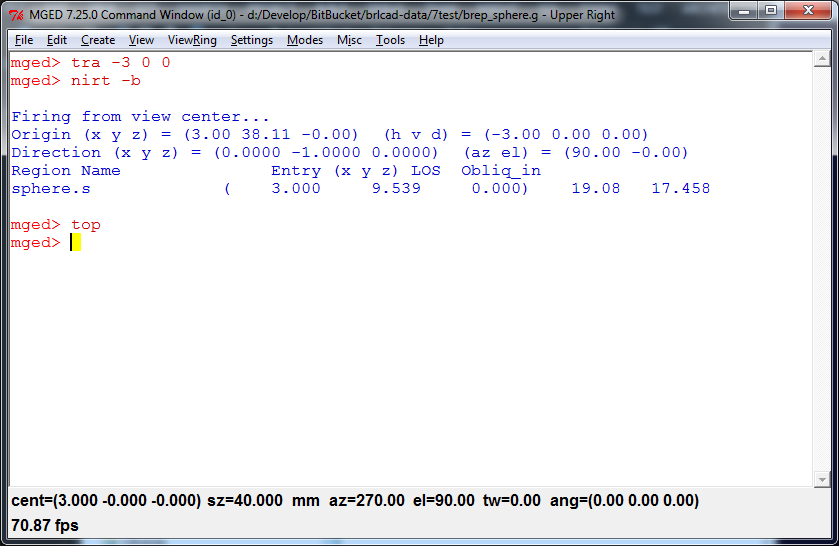 MGED 7.25.0 Command Window (id_0) - d:/Develop/BitBucket/brlcad-data/7test/brep_sphere.g - Upper Right
File Edit Create View ViewRing Settings Modes Misc Tools Help
mged> tra -3 0 0
mged> nirt -b
Firing from view center...
Origin (x y z) = (3.00 38.11 -0.00)  (h v d) = (-3.00 0.00 0.00)
Direction (x y z) = (0.0000 -1.0000 0.0000)  (az el) = (90.00 -0.00)
Region Name               Entry (x y z) LOS  Obliq_in
sphere.s             (    3.000     9.539     0.000)    19.08   17.458
mged> top
mged>
cent=(3.000 -0.000 -0.000) sz=40.000  mm  az=270.00  el=90.00  tw=0.00  ang=(0.00 0.00 0.00)
70.87 fps